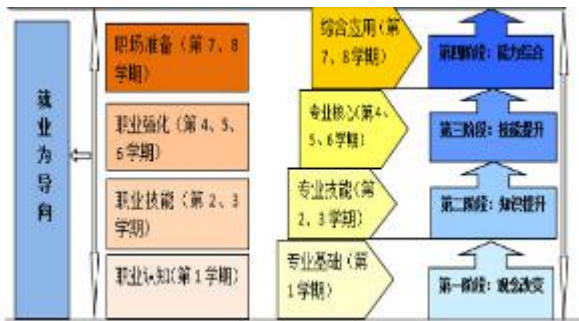 就业为导向
职场准备（第7、8
学期）
职业强化（第4、5、
6学期）
职业技能（第2、3
学期）
职业认知(第1学期）
综合应用（第
7、8学期）
专业核心(第4、
5、6学期）
专业技能（第
2、3学期）
专业基础（第
1学期）
第四阶段：能力综合
第三阶段：技能提升
第二阶段：知识提升
第一阶段：观念改变